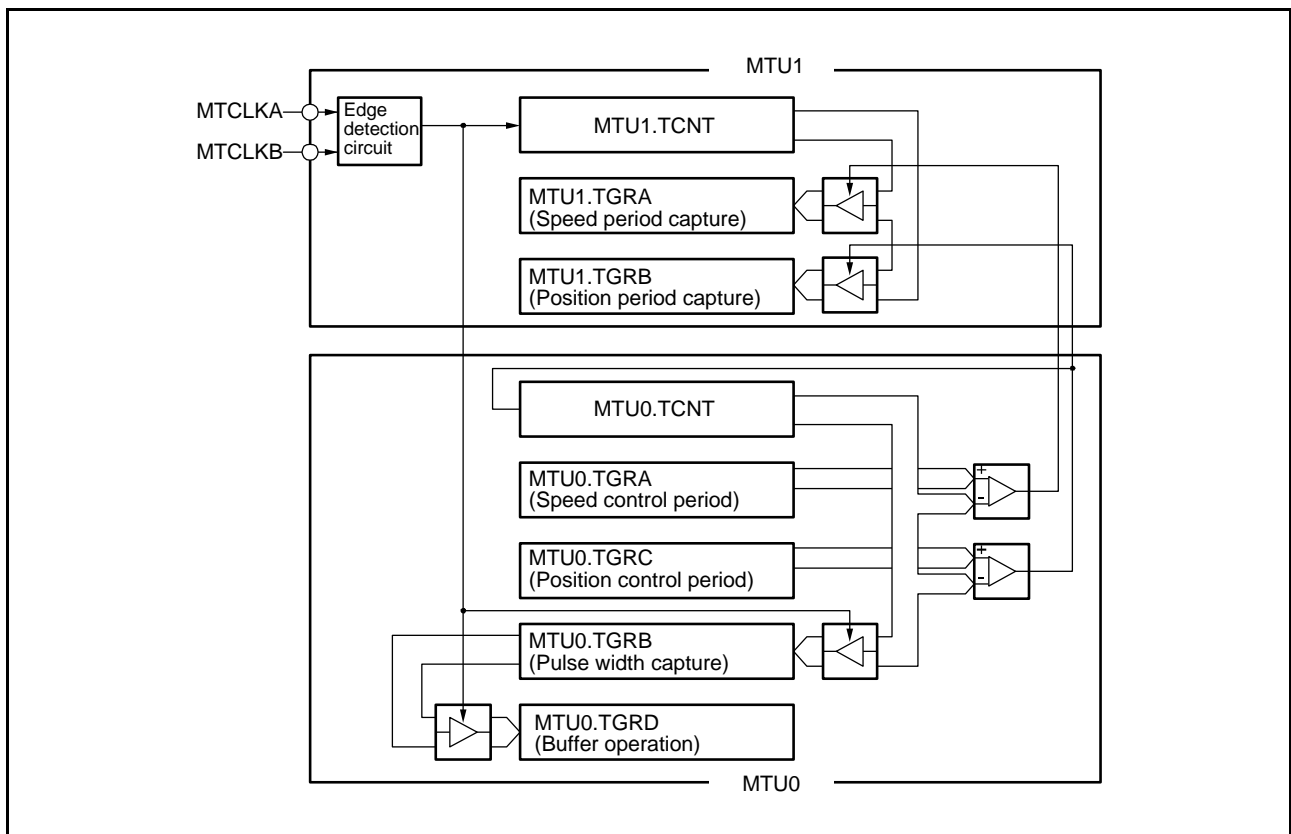 MTU1
MTCLKA
MTCLKB
Edge
detection
circuit
MTU1.TCNT
MTU1.TGRA
(Speed period capture)
MTU1.TGRB
(Position period capture)
MTU0.TCNT
MTU0.TGRA
(Speed control period)
+
-
MTU0.TGRC
(Position control period)
+
-
MTU0.TGRB
(Pulse width capture)
MTU0.TGRD
(Buffer operation)
MTU0